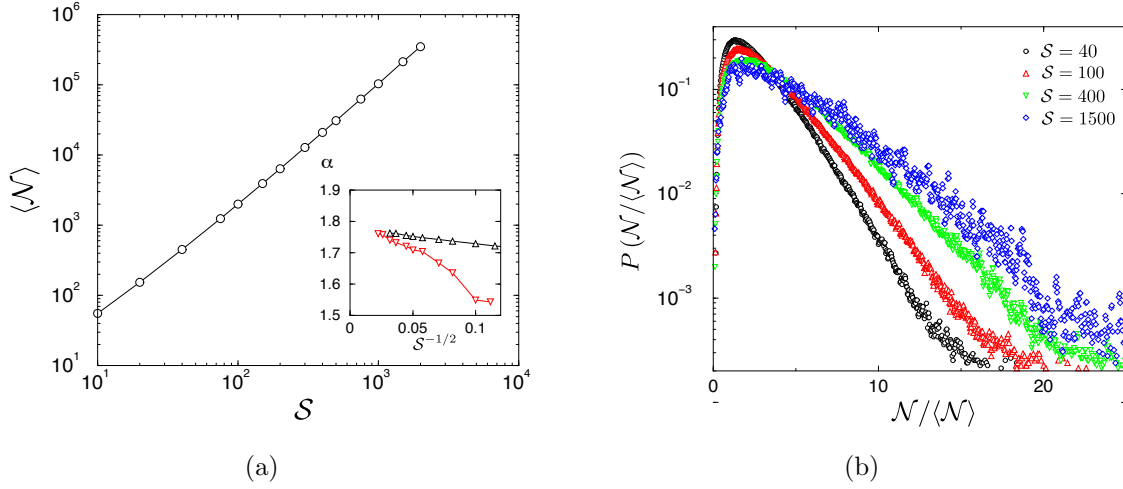 ⟨𝒩⟩
10^6
10^5
10^4
10^3
10^2
10^1
10^1 10^2 10^3 10^4
𝒮
α
1.9
1.8
1.7
1.6
1.5
0 0.05 0.1
𝒮^{-1/2}
(a)
P (𝒩/⟨𝒩⟩)
10^{-1}
10^{-2}
10^{-3}
0 10 20
𝒩/⟨𝒩⟩
𝒮 = 40
𝒮 = 100
𝒮 = 400
𝒮 = 1500
(b)